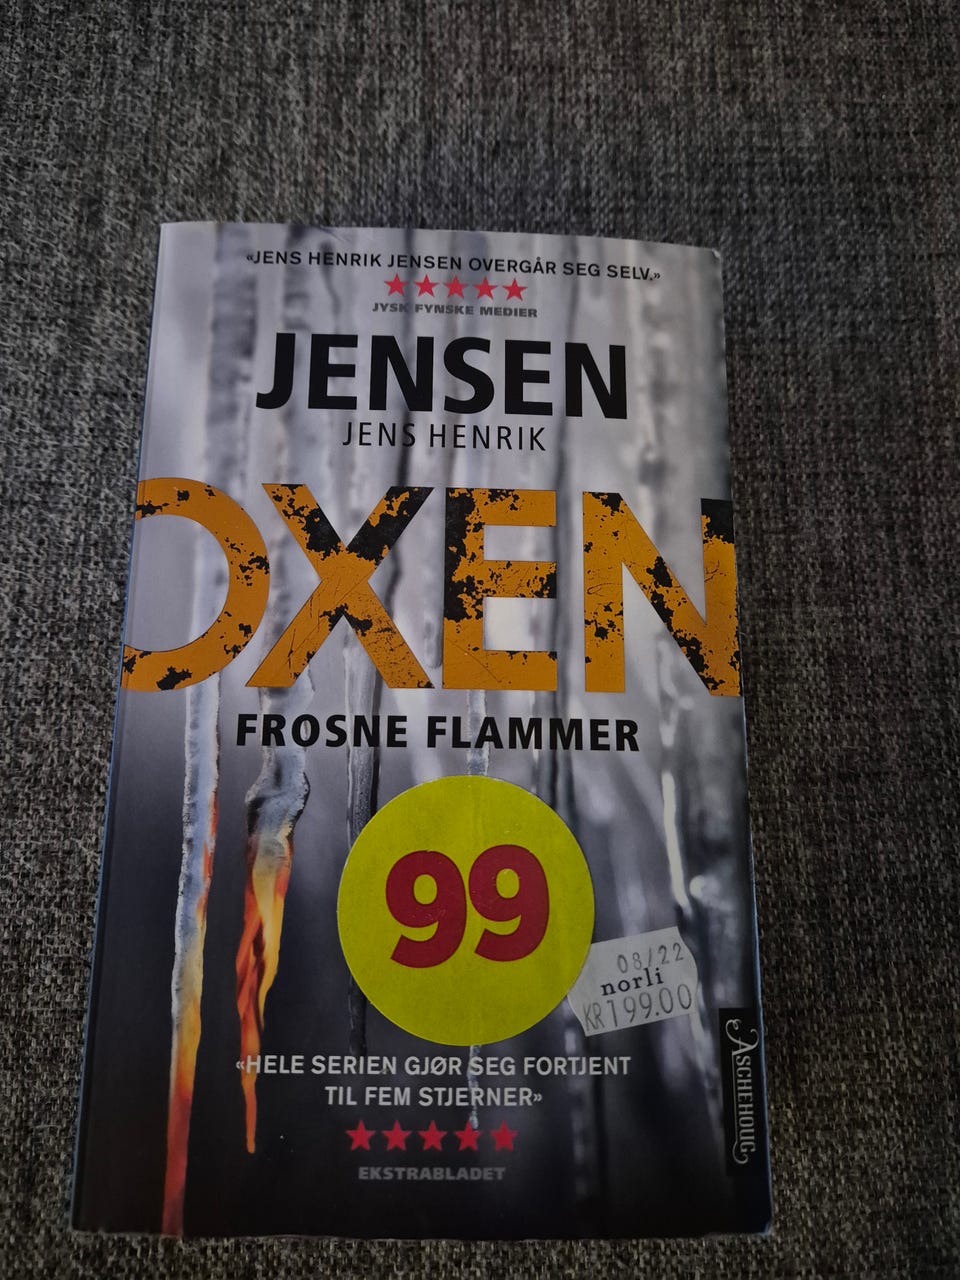 «JENS HENRIK JENSEN OVERGÅR SEG SELV.»
JYSK FYNSKE MEDIER
JENSEN
JENS HENRIK
OXEN
FROSNE FLAMMER
99
08/22
norli
KR199.00
«HELE SERIEN GJØR SEG FORTJENT
TIL FEM STJERNER»
EKSTRABLADET
ASCHEHOUG